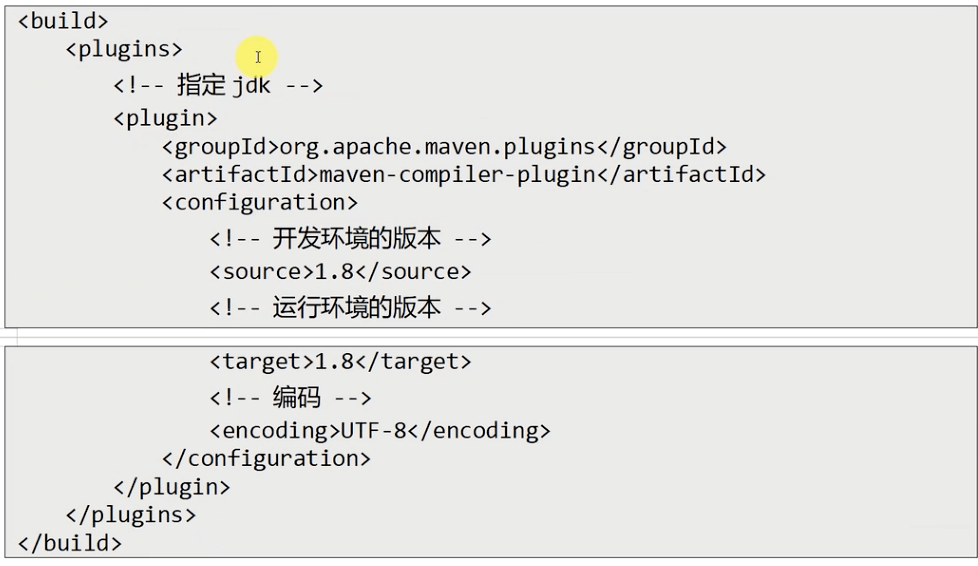 <build>
<plugins>
<!-- 指定 jdk -->
<plugin>
<groupId>org.apache.maven.plugins</groupId>
<artifactId>maven-compiler-plugin</artifactId>
<configuration>
<!-- 开发环境的版本 -->
<source>1.8</source>
<!-- 运行环境的版本 -->
<target>1.8</target>
<!-- 编码 -->
<encoding>UTF-8</encoding>
</configuration>
</plugin>
</plugins>
</build>